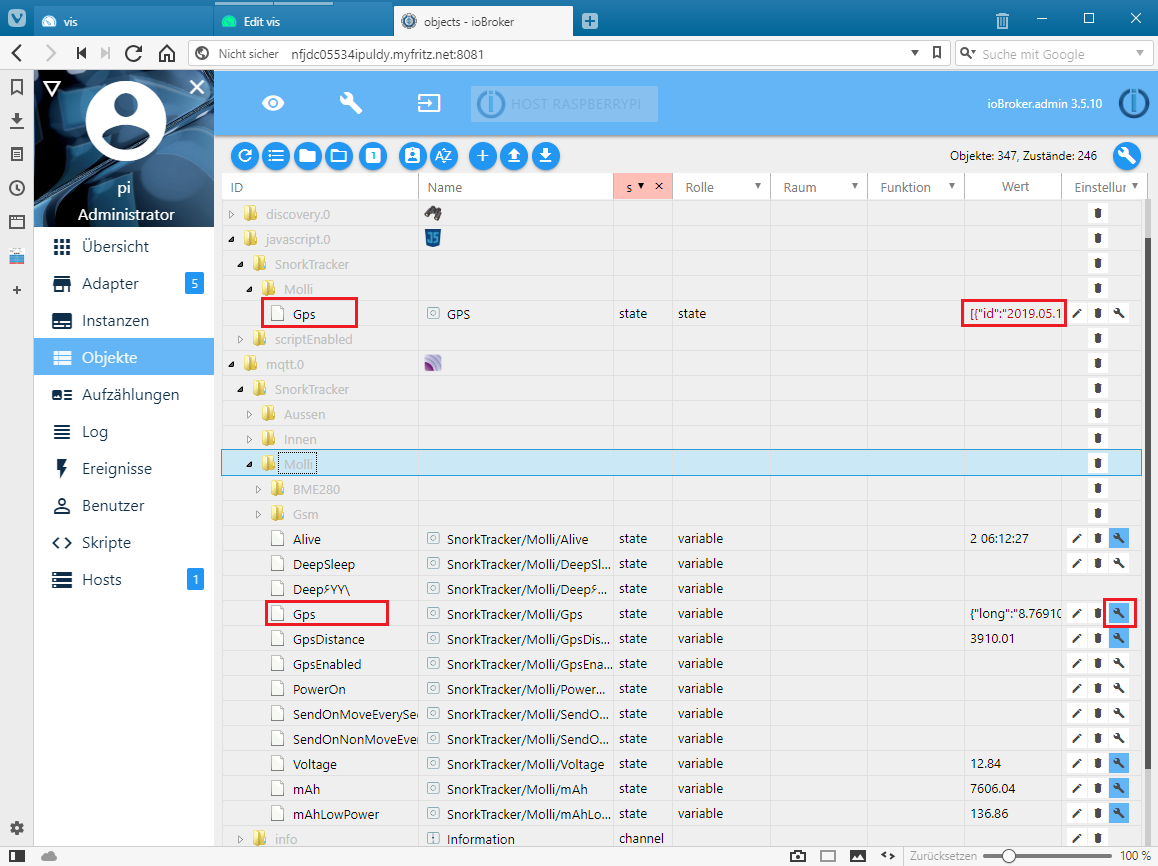 vis
Edit vis
objects - ioBroker
Nicht sicher nfjdc05534ipuldy.myfritz.net:8081
Suche mit Google
HOST RASPBERRYPI
ioBroker.admin 3.5.10
pi
Administrator
Übersicht
Adapter 5
Instanzen
Objekte
Aufzählungen
Log
Ereignisse
Benutzer
Skripte
Hosts 1
Objekte: 347, Zustände: 246
ID Name s Rolle Raum Funktion Wert Einstellur
discovery.0
javascript.0
SnorkTracker
Molli
Gps GPS state state [{"id":"2019.05.1
scriptEnabled
mqtt.0
SnorkTracker
Aussen
Innen
Molli
BME280
Gsm
Alive SnorkTracker/Molli/Alive state variable 2 06:12:27
DeepSleep SnorkTracker/Molli/DeepSl... state variable
Deep۶YY\ SnorkTracker/Molli/Deep۶... state variable
Gps SnorkTracker/Molli/Gps state variable {"long":"8.76910
GpsDistance SnorkTracker/Molli/GpsDis... state variable 3910.01
GpsEnabled SnorkTracker/Molli/GpsEna... state variable
PowerOn SnorkTracker/Molli/Power... state variable
SendOnMoveEverySec SnorkTracker/Molli/SendO... state variable
SendOnNonMoveEver SnorkTracker/Molli/SendO... state variable
Voltage SnorkTracker/Molli/Voltage state variable 12.84
mAh SnorkTracker/Molli/mAh state variable 7606.04
mAhLowPower SnorkTracker/Molli/mAhLo... state variable 136.86
info Information channel
Zurücksetzen 100 %